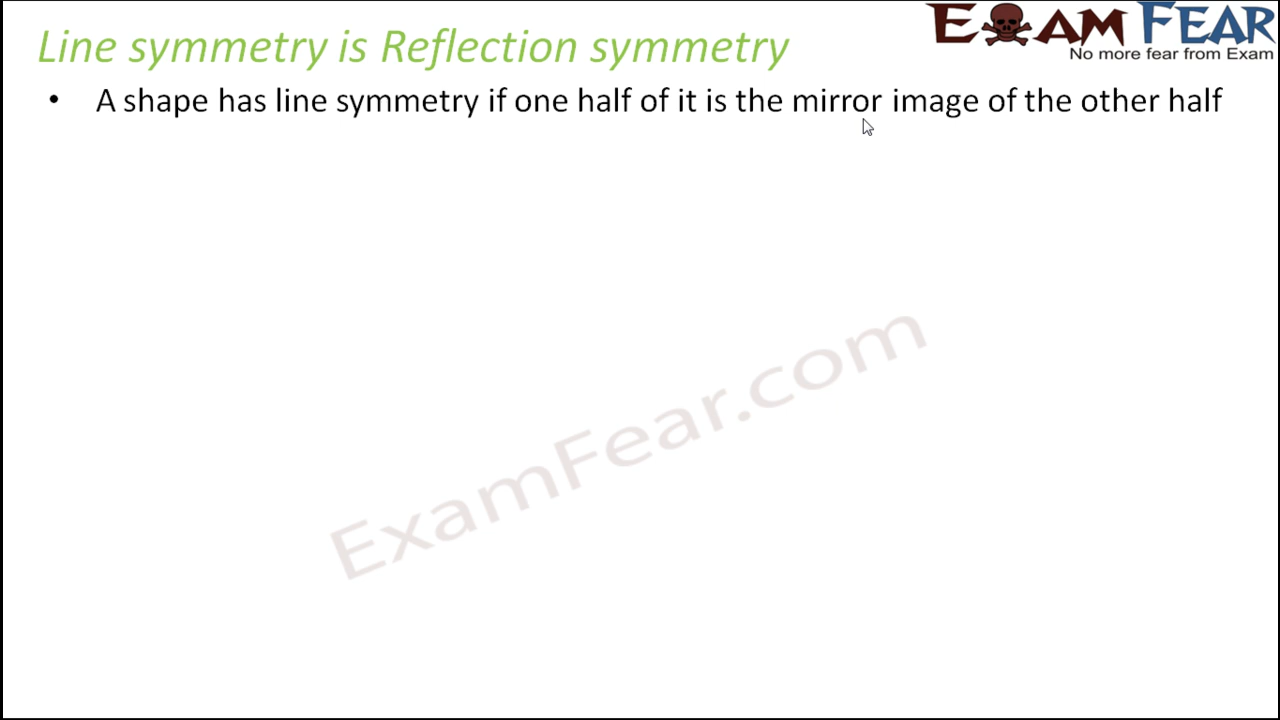 Line symmetry is Reflection symmetry
EXAM FEAR
No more fear from Exam
• A shape has line symmetry if one half of it is the mirror image of the other half
ExamFear.com